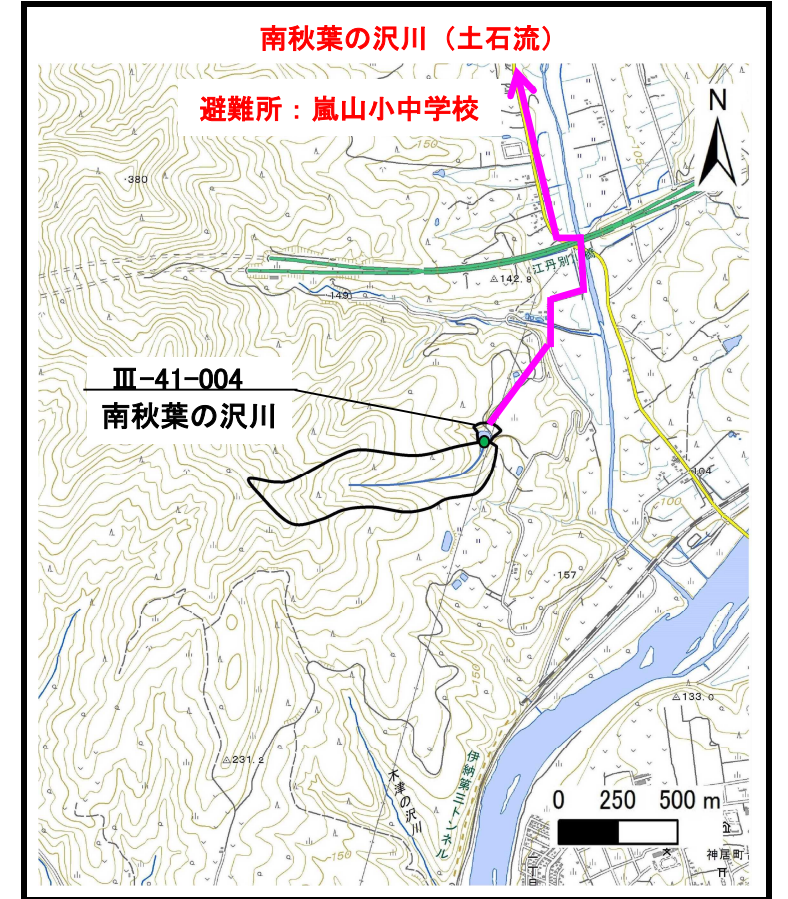 南秋葉の沢川（土石流）
避難所：嵐山小中学校
N
150
105
・380
江丹別川橋
△142.8
149
Ⅲ-41-004
南秋葉の沢川
104
100
・157
150
△133.0
△231.2
伊納第三トンネル
木津の沢川
0 250 500 m
150
神居町